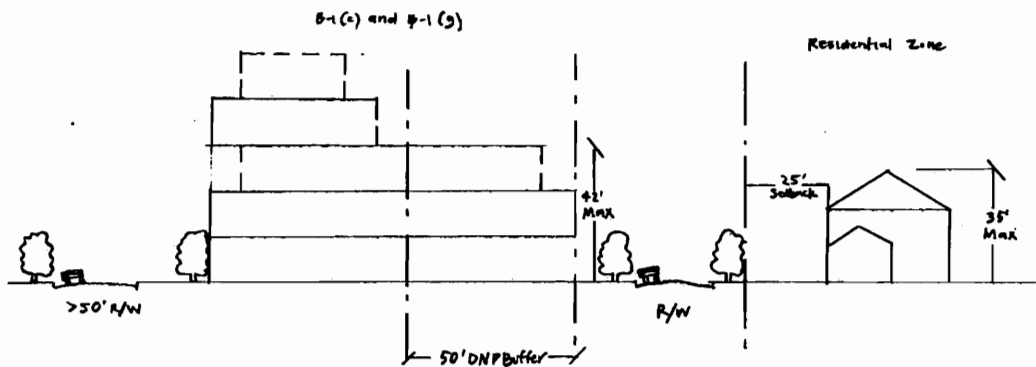 B-1(c) and B-1(g)
Residential Zone
25'
Setback
42'
Max
35'
Max
>50' R/W
R/W
50' DNP Buffer